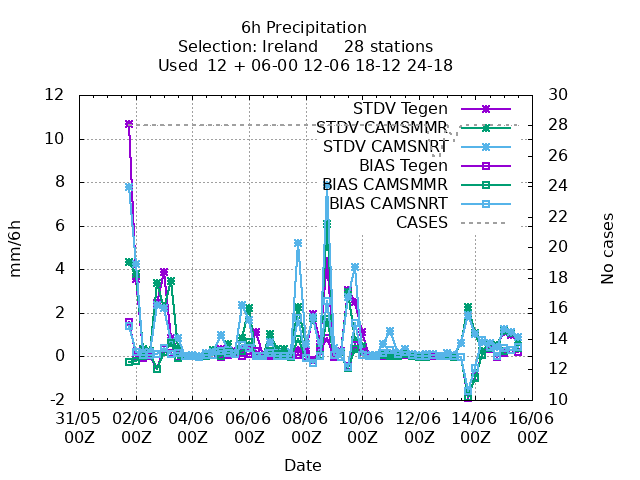 6h Precipitation
Selection: Ireland 28 stations
Used 12 + 06-00 12-06 18-12 24-18
STDV Tegen
STDV CAMSMMR
STDV CAMSNRT
BIAS Tegen
BIAS CAMSMMR
BIAS CAMSNRT
CASES
mm/6h
12
10
8
6
4
2
0
-2
No cases
30
28
26
24
22
20
18
16
14
12
10
31/05 02/06 04/06 06/06 08/06 10/06 12/06 14/06 16/06
00Z 00Z 00Z 00Z 00Z 00Z 00Z 00Z 00Z
Date